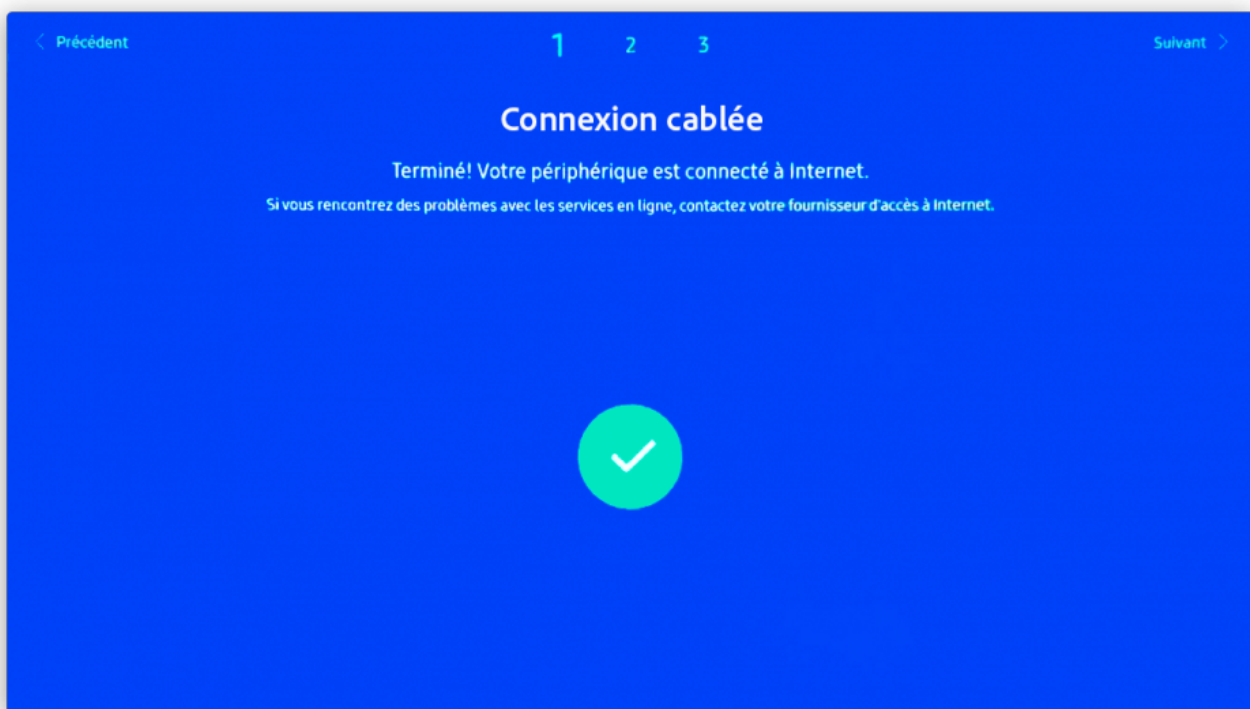 Précédent
1 2 3
Suivant
Connexion cablée
Terminé! Votre périphérique est connecté à Internet.
Si vous rencontrez des problèmes avec les services en ligne, contactez votre fournisseur d'accès à Internet.